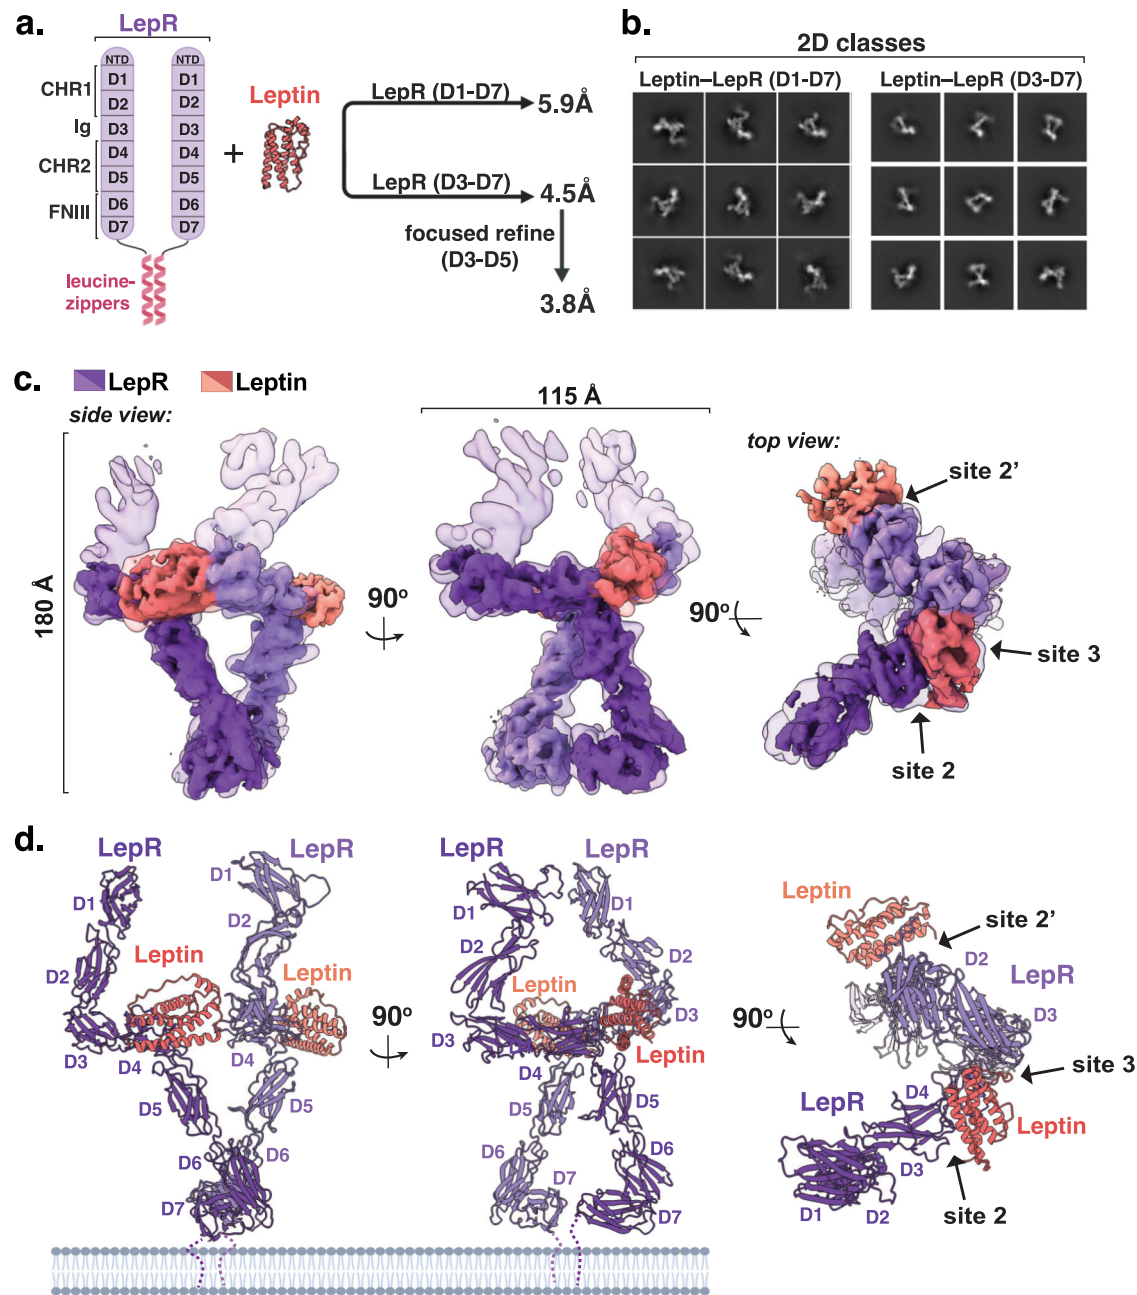 a.
LepR
NTD
NTD
D1
D1
D2
D2
D3
D3
D4
D4
D5
D5
D6
D6
D7
D7
CHR1
Ig
CHR2
FNIII
leucine-
zippers
+
Leptin
LepR (D1-D7)
5.9Å
LepR (D3-D7)
4.5Å
focused refine
(D3-D5)
3.8Å
b.
2D classes
Leptin–LepR (D1-D7)
Leptin–LepR (D3-D7)
c.
LepR
Leptin
side view:
115 Å
top view:
180 Å
90º
90º
site 2’
site 3
site 2
d.
LepR
LepR
D1
D1
D2
D2
Leptin
Leptin
D3
D4
D4
D5
D5
D6
D6
D7
90º
LepR
LepR
D1
D1
D2
D2
Leptin
D3
D3
Leptin
D4
D5
D5
D6
D6
D7
D7
90º
Leptin
site 2’
D2
LepR
D3
site 3
LepR
D4
Leptin
D3
D1
D2
site 2